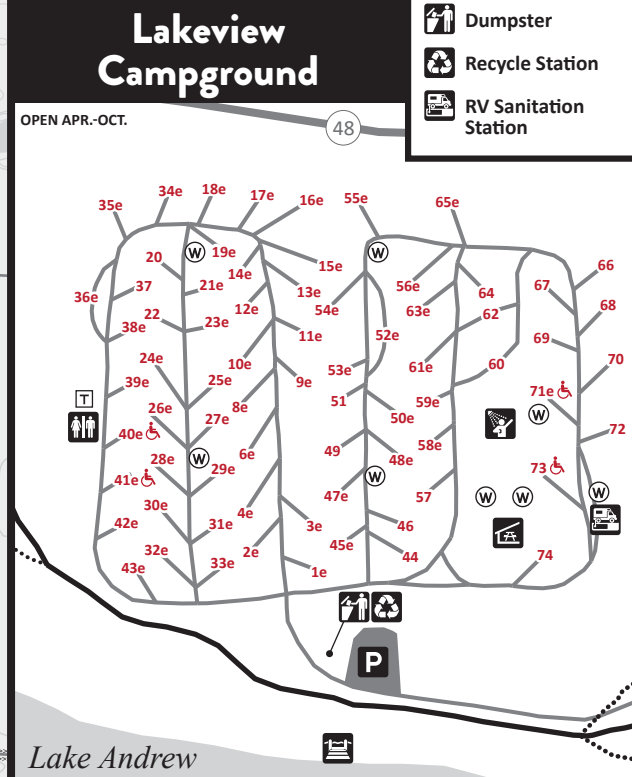 Lakeview
Campground
Dumpster
Recycle Station
RV Sanitation
Station
OPEN APR.-OCT.
48
34e
18e
17e
16e
55e
65e
35e
W
19e
W
20
14e
15e
66
36e
37
21e
13e
56e
64
67
22
12e
54e
63e
62
68
38e
23e
11e
52e
69
24e
10e
53e
61e
60
70
39e
25e
9e
51
59e
71e
T
26e
8e
50e
W
40e
27e
49
58e
72
28e
W
6e
48e
73
41e
29e
47e
W
57
W
W
W
30e
4e
42e
31e
3e
46
32e
2e
45e
44
74
43e
33e
1e
P
Lake Andrew